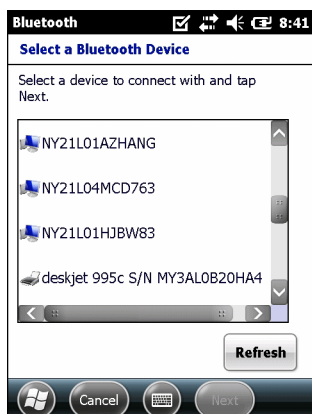 Bluetooth 8:41
Select a Bluetooth Device
Select a device to connect with and tap
Next.
NY21L01AZHANG
NY21L04MCD763
NY21L01HJBW83
deskjet 995c S/N MY3AL0B20HA4
Refresh
Cancel Next